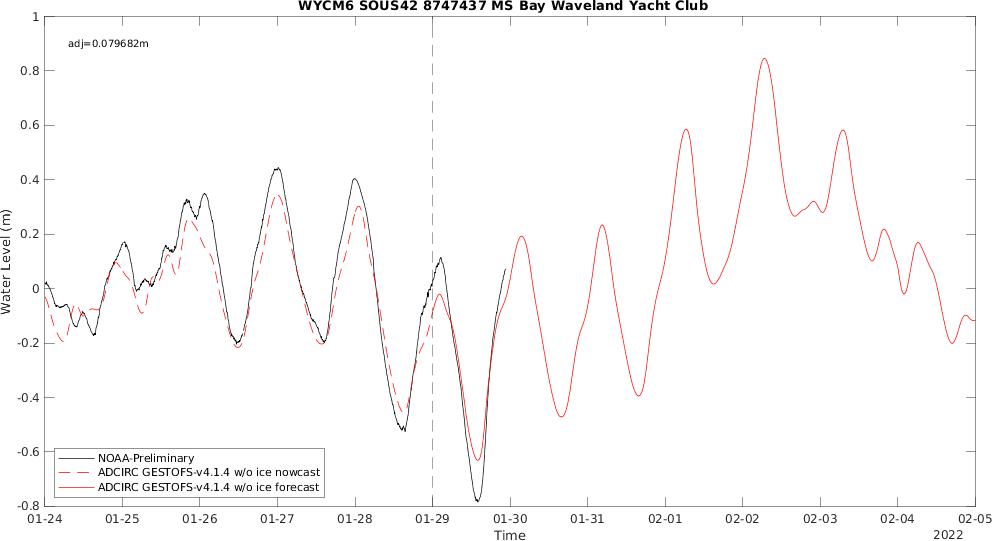 WYCM6 SOUS42 8747437 MS Bay Waveland Yacht Club
adj=0.079682m
1
0.8
0.6
0.4
0.2
0
-0.2
-0.4
-0.6
-0.8
Water Level (m)
NOAA-Preliminary
ADCIRC GESTOFS-v4.1.4 w/o ice nowcast
ADCIRC GESTOFS-v4.1.4 w/o ice forecast
01-24 01-25 01-26 01-27 01-28 01-29 01-30 01-31 02-01 02-02 02-03 02-04 02-05
Time
2022